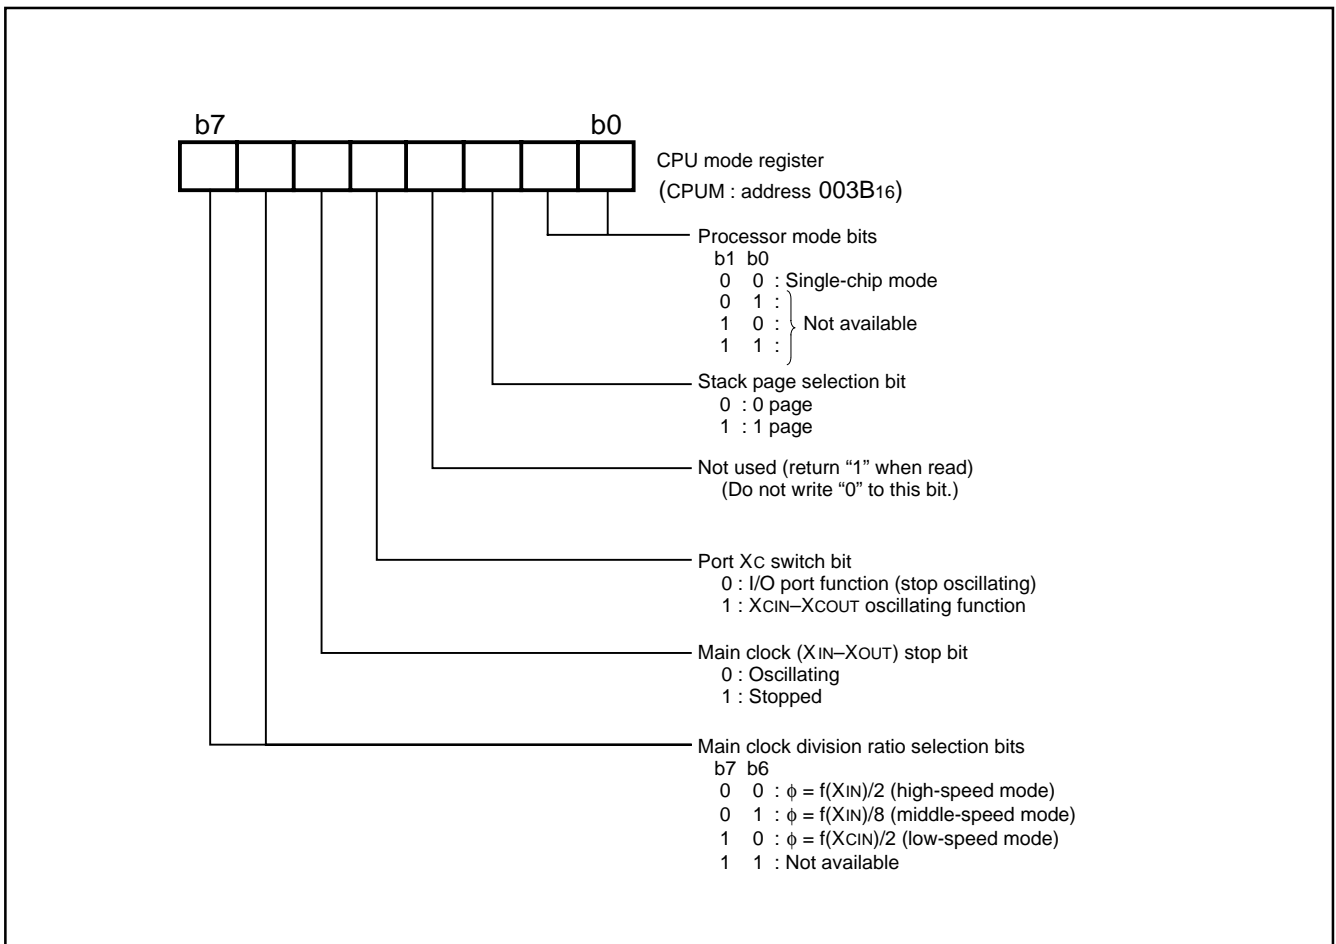 b7 b0
CPU mode register
(CPUM : address 003B16)
Processor mode bits
b1 b0
0 0 : Single-chip mode
0 1 :
1 0 : Not available
1 1 :
Stack page selection bit
0 : 0 page
1 : 1 page
Not used (return “1” when read)
(Do not write “0” to this bit.)
Port XC switch bit
0 : I/O port function (stop oscillating)
1 : XCIN–XCOUT oscillating function
Main clock (XIN–XOUT) stop bit
0 : Oscillating
1 : Stopped
Main clock division ratio selection bits
b7 b6
0 0 : ϕ = f(XIN)/2 (high-speed mode)
0 1 : ϕ = f(XIN)/8 (middle-speed mode)
1 0 : ϕ = f(XCIN)/2 (low-speed mode)
1 1 : Not available